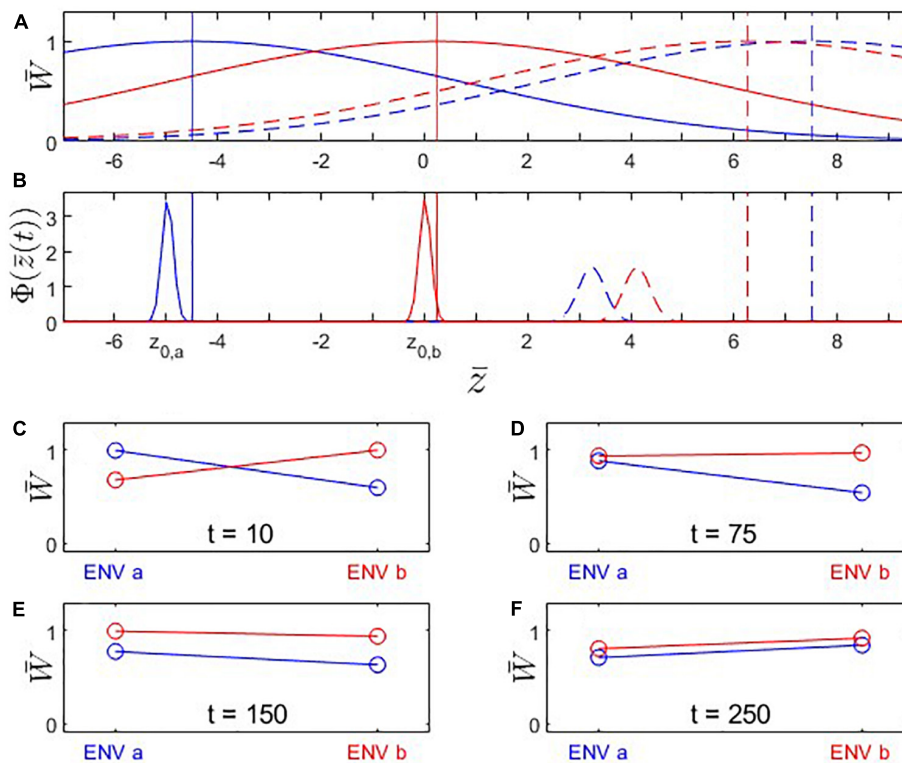 A
W̄
1
0
-6 -4 -2 0 2 4 6 8
B
Φ(z̄(t))
3
2
1
0
-6 z0,a -4 -2 z0,b 2 4 6 8
z̄
C
W̄
1
0
t = 10
ENV a ENV b
D
W̄
1
0
t = 75
ENV a ENV b
E
W̄
1
0
t = 150
ENV a ENV b
F
W̄
1
0
t = 250
ENV a ENV b